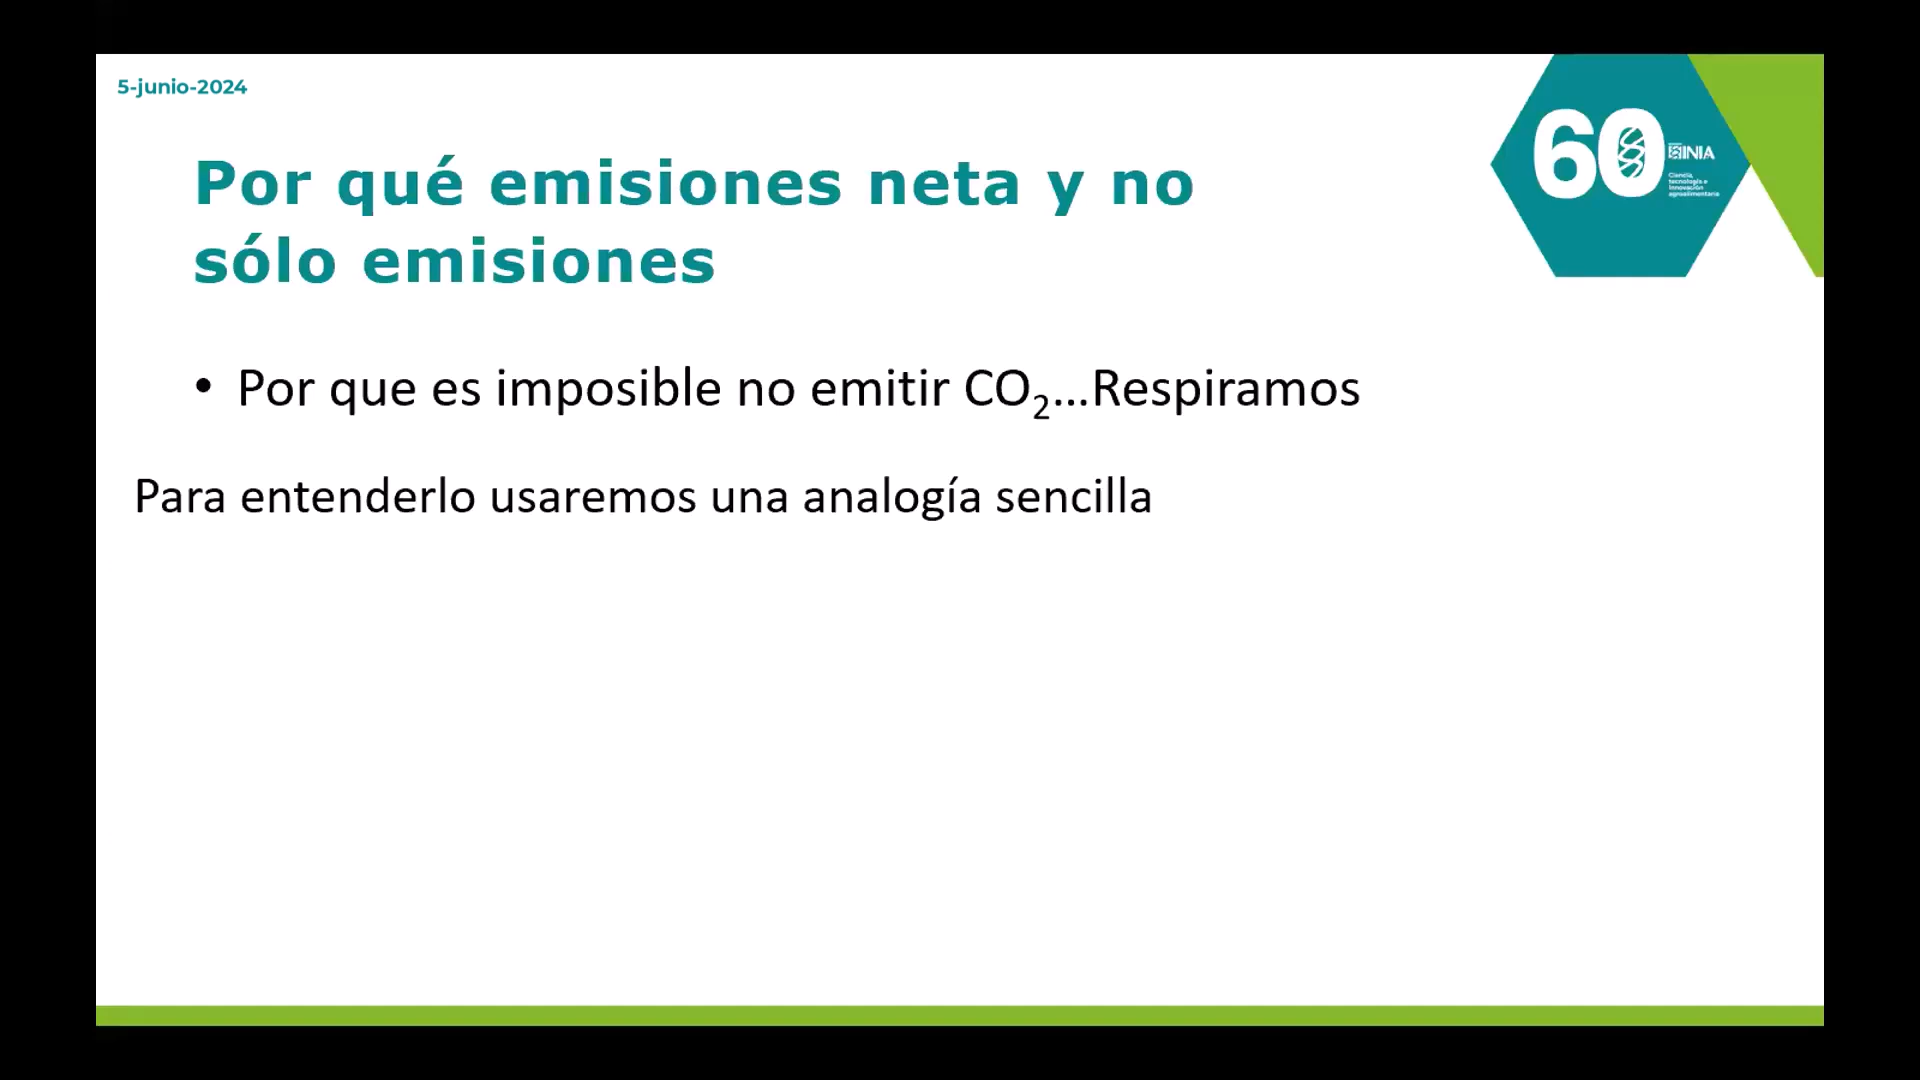 5-junio-2024
60
INIA
Ciencia,
tecnología e
innovación
agroalimentaria
Por qué emisiones neta y no
sólo emisiones
• Por que es imposible no emitir CO₂...Respiramos
Para entenderlo usaremos una analogía sencilla